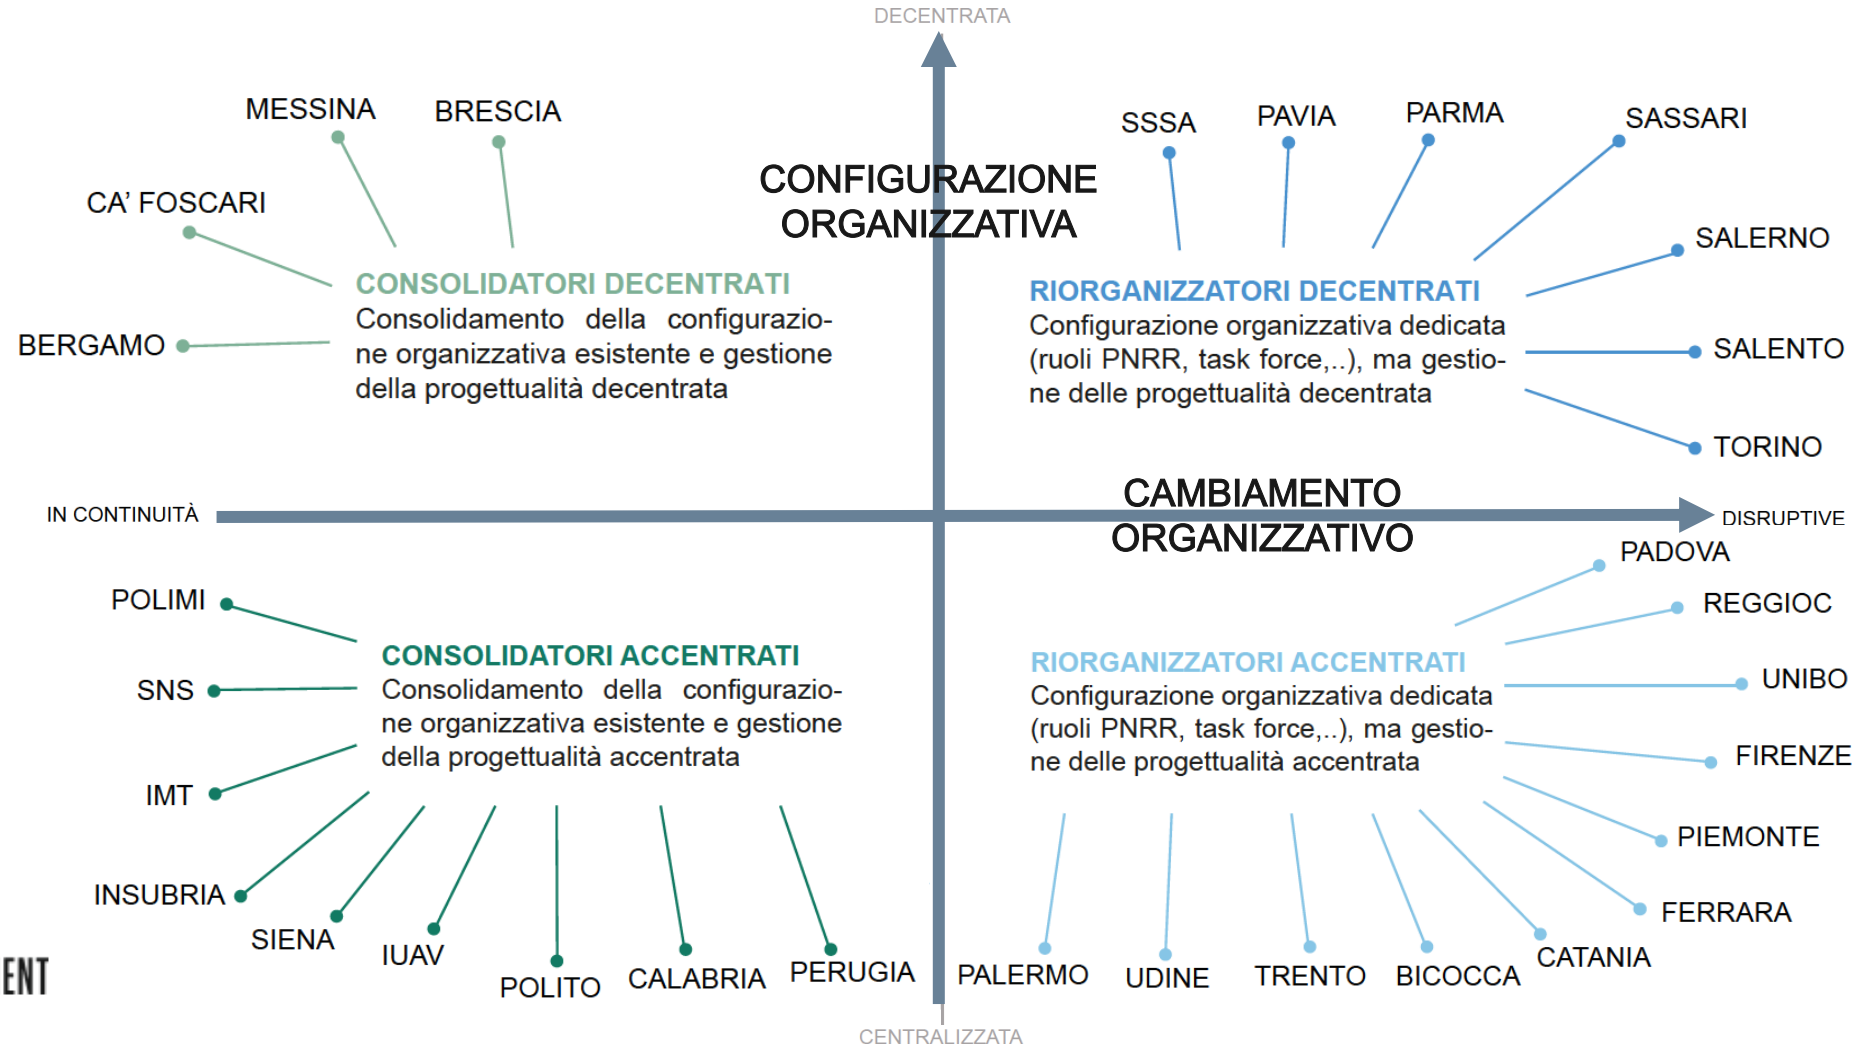 DECENTRATA
MESSINA
BRESCIA
CA’ FOSCARI
BERGAMO
CONSOLIDATORI DECENTRATI
Consolidamento della configurazio-
ne organizzativa esistente e gestione
della progettualità decentrata
CONFIGURAZIONE
ORGANIZZATIVA
SSSA
PAVIA
PARMA
SASSARI
SALERNO
SALENTO
TORINO
RIORGANIZZATORI DECENTRATI
Configurazione organizzativa dedicata
(ruoli PNRR, task force,..), ma gestio-
ne delle progettualità decentrata
IN CONTINUITÀ
CAMBIAMENTO
ORGANIZZATIVO
DISRUPTIVE
POLIMI
SNS
IMT
INSUBRIA
SIENA
IUAV
POLITO
CALABRIA
PERUGIA
CONSOLIDATORI ACCENTRATI
Consolidamento della configurazio-
ne organizzativa esistente e gestione
della progettualità accentrata
PADOVA
REGGIOC
UNIBO
FIRENZE
PIEMONTE
FERRARA
CATANIA
BICOCCA
TRENTO
UDINE
PALERMO
RIORGANIZZATORI ACCENTRATI
Configurazione organizzativa dedicata
(ruoli PNRR, task force,..), ma gestio-
ne delle progettualità accentrata
ENT
CENTRALIZZATA